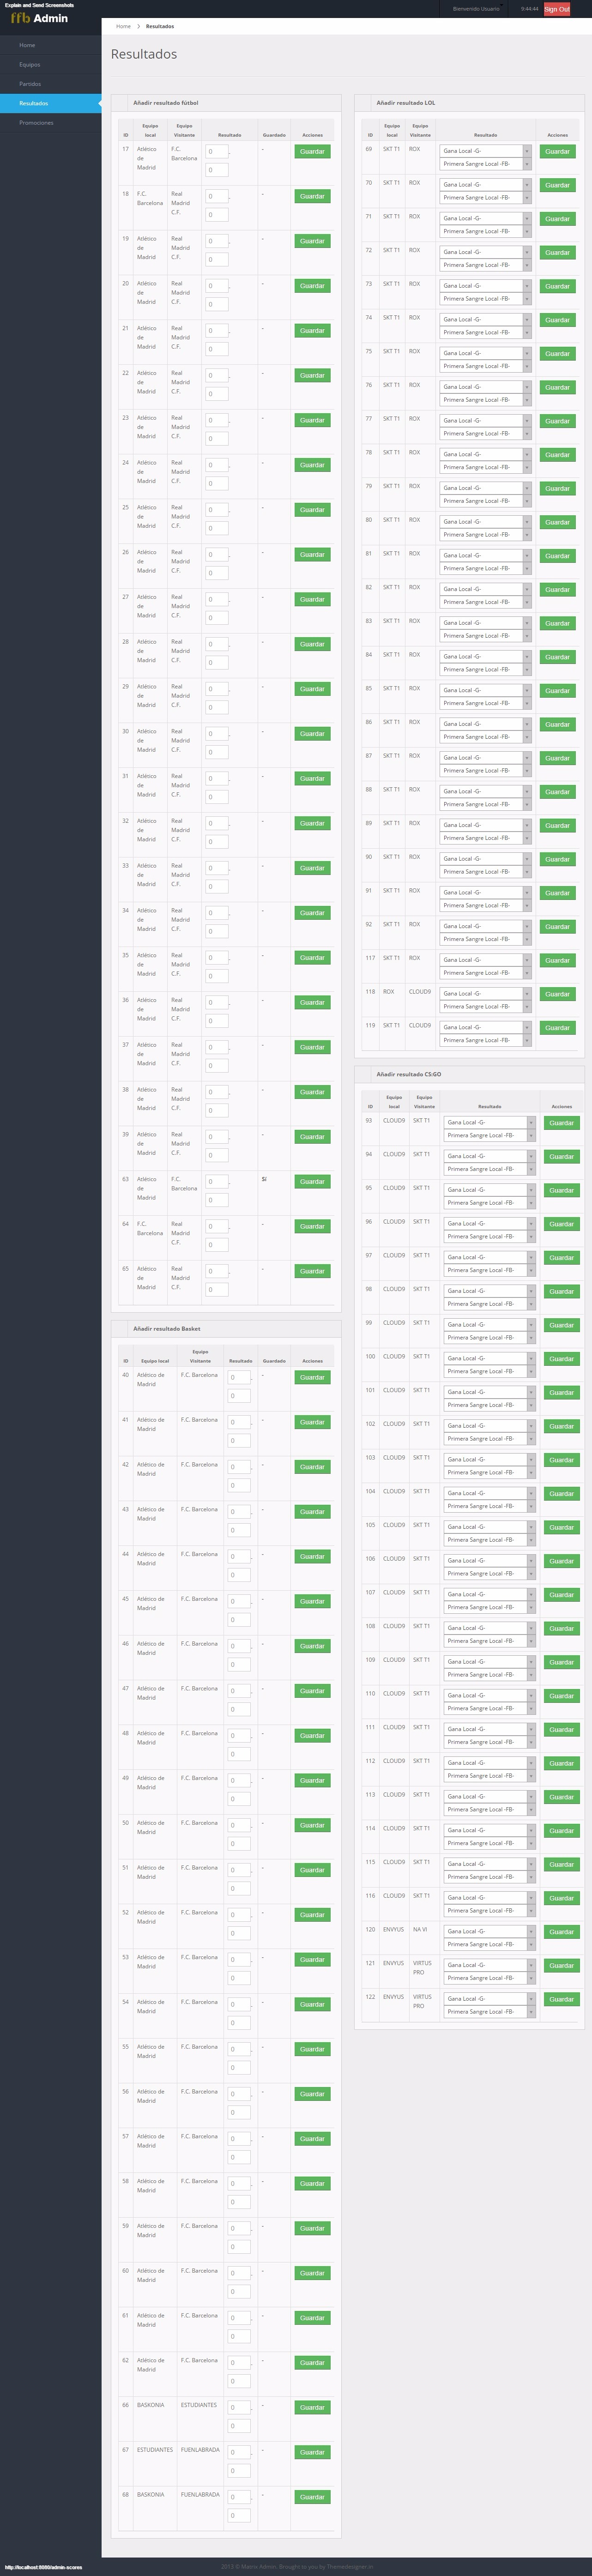 Explain and Send Screenshots
ffb Admin
Bienvenido Usuario
9:44:44
Sign Out
Home
Equipos
Partidos
Resultados
Promociones
Home > Resultados
Resultados
Añadir resultado fútbol
ID Equipo local Equipo Visitante Resultado Guardado Acciones
17 Atlético de Madrid F.C. Barcelona 0 - 0 - Guardar
18 F.C. Barcelona Real Madrid C.F. 0 - 0 - Guardar
19 Atlético de Madrid Real Madrid C.F. 0 - 0 - Guardar
20 Atlético de Madrid Real Madrid C.F. 0 - 0 - Guardar
21 Atlético de Madrid Real Madrid C.F. 0 - 0 - Guardar
22 Atlético de Madrid Real Madrid C.F. 0 - 0 - Guardar
23 Atlético de Madrid Real Madrid C.F. 0 - 0 - Guardar
24 Atlético de Madrid Real Madrid C.F. 0 - 0 - Guardar
25 Atlético de Madrid Real Madrid C.F. 0 - 0 - Guardar
26 Atlético de Madrid Real Madrid C.F. 0 - 0 - Guardar
27 Atlético de Madrid Real Madrid C.F. 0 - 0 - Guardar
28 Atlético de Madrid Real Madrid C.F. 0 - 0 - Guardar
29 Atlético de Madrid Real Madrid C.F. 0 - 0 - Guardar
30 Atlético de Madrid Real Madrid C.F. 0 - 0 - Guardar
31 Atlético de Madrid Real Madrid C.F. 0 - 0 - Guardar
32 Atlético de Madrid Real Madrid C.F. 0 - 0 - Guardar
33 Atlético de Madrid Real Madrid C.F. 0 - 0 - Guardar
34 Atlético de Madrid Real Madrid C.F. 0 - 0 - Guardar
35 Atlético de Madrid Real Madrid C.F. 0 - 0 - Guardar
36 Atlético de Madrid Real Madrid C.F. 0 - 0 - Guardar
37 Atlético de Madrid Real Madrid C.F. 0 - 0 - Guardar
38 Atlético de Madrid Real Madrid C.F. 0 - 0 - Guardar
39 Atlético de Madrid Real Madrid C.F. 0 - 0 - Guardar
63 Atlético de Madrid F.C. Barcelona 0 - 0 Sí Guardar
64 F.C. Barcelona Real Madrid C.F. 0 - 0 - Guardar
65 Atlético de Madrid Real Madrid C.F. 0 - 0 - Guardar
Añadir resultado Basket
ID Equipo local Equipo Visitante Resultado Guardado Acciones
40 Atlético de Madrid F.C. Barcelona 0 - 0 - Guardar
41 Atlético de Madrid F.C. Barcelona 0 - 0 - Guardar
42 Atlético de Madrid F.C. Barcelona 0 - 0 - Guardar
43 Atlético de Madrid F.C. Barcelona 0 - 0 - Guardar
44 Atlético de Madrid F.C. Barcelona 0 - 0 - Guardar
45 Atlético de Madrid F.C. Barcelona 0 - 0 - Guardar
46 Atlético de Madrid F.C. Barcelona 0 - 0 - Guardar
47 Atlético de Madrid F.C. Barcelona 0 - 0 - Guardar
48 Atlético de Madrid F.C. Barcelona 0 - 0 - Guardar
49 Atlético de Madrid F.C. Barcelona 0 - 0 - Guardar
50 Atlético de Madrid F.C. Barcelona 0 - 0 - Guardar
51 Atlético de Madrid F.C. Barcelona 0 - 0 - Guardar
52 Atlético de Madrid F.C. Barcelona 0 - 0 - Guardar
53 Atlético de Madrid F.C. Barcelona 0 - 0 - Guardar
54 Atlético de Madrid F.C. Barcelona 0 - 0 - Guardar
55 Atlético de Madrid F.C. Barcelona 0 - 0 - Guardar
56 Atlético de Madrid F.C. Barcelona 0 - 0 - Guardar
57 Atlético de Madrid F.C. Barcelona 0 - 0 - Guardar
58 Atlético de Madrid F.C. Barcelona 0 - 0 - Guardar
59 Atlético de Madrid F.C. Barcelona 0 - 0 - Guardar
60 Atlético de Madrid F.C. Barcelona 0 - 0 - Guardar
61 Atlético de Madrid F.C. Barcelona 0 - 0 - Guardar
62 Atlético de Madrid F.C. Barcelona 0 - 0 - Guardar
66 BASKONIA ESTUDIANTES 0 - 0 - Guardar
67 ESTUDIANTES FUENLABRADA 0 - 0 - Guardar
68 BASKONIA FUENLABRADA 0 - 0 - Guardar
Añadir resultado LOL
ID Equipo local Equipo Visitante Resultado Acciones
69 SKT T1 ROX Gana Local -G- Primera Sangre Local -FB- Guardar
70 SKT T1 ROX Gana Local -G- Primera Sangre Local -FB- Guardar
71 SKT T1 ROX Gana Local -G- Primera Sangre Local -FB- Guardar
72 SKT T1 ROX Gana Local -G- Primera Sangre Local -FB- Guardar
73 SKT T1 ROX Gana Local -G- Primera Sangre Local -FB- Guardar
74 SKT T1 ROX Gana Local -G- Primera Sangre Local -FB- Guardar
75 SKT T1 ROX Gana Local -G- Primera Sangre Local -FB- Guardar
76 SKT T1 ROX Gana Local -G- Primera Sangre Local -FB- Guardar
77 SKT T1 ROX Gana Local -G- Primera Sangre Local -FB- Guardar
78 SKT T1 ROX Gana Local -G- Primera Sangre Local -FB- Guardar
79 SKT T1 ROX Gana Local -G- Primera Sangre Local -FB- Guardar
80 SKT T1 ROX Gana Local -G- Primera Sangre Local -FB- Guardar
81 SKT T1 ROX Gana Local -G- Primera Sangre Local -FB- Guardar
82 SKT T1 ROX Gana Local -G- Primera Sangre Local -FB- Guardar
83 SKT T1 ROX Gana Local -G- Primera Sangre Local -FB- Guardar
84 SKT T1 ROX Gana Local -G- Primera Sangre Local -FB- Guardar
85 SKT T1 ROX Gana Local -G- Primera Sangre Local -FB- Guardar
86 SKT T1 ROX Gana Local -G- Primera Sangre Local -FB- Guardar
87 SKT T1 ROX Gana Local -G- Primera Sangre Local -FB- Guardar
88 SKT T1 ROX Gana Local -G- Primera Sangre Local -FB- Guardar
89 SKT T1 ROX Gana Local -G- Primera Sangre Local -FB- Guardar
90 SKT T1 ROX Gana Local -G- Primera Sangre Local -FB- Guardar
91 SKT T1 ROX Gana Local -G- Primera Sangre Local -FB- Guardar
92 SKT T1 ROX Gana Local -G- Primera Sangre Local -FB- Guardar
117 SKT T1 ROX Gana Local -G- Primera Sangre Local -FB- Guardar
118 ROX CLOUD9 Gana Local -G- Primera Sangre Local -FB- Guardar
119 SKT T1 CLOUD9 Gana Local -G- Primera Sangre Local -FB- Guardar
Añadir resultado CS:GO
ID Equipo local Equipo Visitante Resultado Acciones
93 CLOUD9 SKT T1 Gana Local -G- Primera Sangre Local -FB- Guardar
94 CLOUD9 SKT T1 Gana Local -G- Primera Sangre Local -FB- Guardar
95 CLOUD9 SKT T1 Gana Local -G- Primera Sangre Local -FB- Guardar
96 CLOUD9 SKT T1 Gana Local -G- Primera Sangre Local -FB- Guardar
97 CLOUD9 SKT T1 Gana Local -G- Primera Sangre Local -FB- Guardar
98 CLOUD9 SKT T1 Gana Local -G- Primera Sangre Local -FB- Guardar
99 CLOUD9 SKT T1 Gana Local -G- Primera Sangre Local -FB- Guardar
100 CLOUD9 SKT T1 Gana Local -G- Primera Sangre Local -FB- Guardar
101 CLOUD9 SKT T1 Gana Local -G- Primera Sangre Local -FB- Guardar
102 CLOUD9 SKT T1 Gana Local -G- Primera Sangre Local -FB- Guardar
103 CLOUD9 SKT T1 Gana Local -G- Primera Sangre Local -FB- Guardar
104 CLOUD9 SKT T1 Gana Local -G- Primera Sangre Local -FB- Guardar
105 CLOUD9 SKT T1 Gana Local -G- Primera Sangre Local -FB- Guardar
106 CLOUD9 SKT T1 Gana Local -G- Primera Sangre Local -FB- Guardar
107 CLOUD9 SKT T1 Gana Local -G- Primera Sangre Local -FB- Guardar
108 CLOUD9 SKT T1 Gana Local -G- Primera Sangre Local -FB- Guardar
109 CLOUD9 SKT T1 Gana Local -G- Primera Sangre Local -FB- Guardar
110 CLOUD9 SKT T1 Gana Local -G- Primera Sangre Local -FB- Guardar
111 CLOUD9 SKT T1 Gana Local -G- Primera Sangre Local -FB- Guardar
112 CLOUD9 SKT T1 Gana Local -G- Primera Sangre Local -FB- Guardar
113 CLOUD9 SKT T1 Gana Local -G- Primera Sangre Local -FB- Guardar
114 CLOUD9 SKT T1 Gana Local -G- Primera Sangre Local -FB- Guardar
115 CLOUD9 SKT T1 Gana Local -G- Primera Sangre Local -FB- Guardar
116 CLOUD9 SKT T1 Gana Local -G- Primera Sangre Local -FB- Guardar
120 ENVYUS NA VI Gana Local -G- Primera Sangre Local -FB- Guardar
121 ENVYUS VIRTUS PRO Gana Local -G- Primera Sangre Local -FB- Guardar
122 ENVYUS VIRTUS PRO Gana Local -G- Primera Sangre Local -FB- Guardar
2013 © Matrix Admin. Brought to you by Themedesigner.in
http://localhost:8080/admin-scores